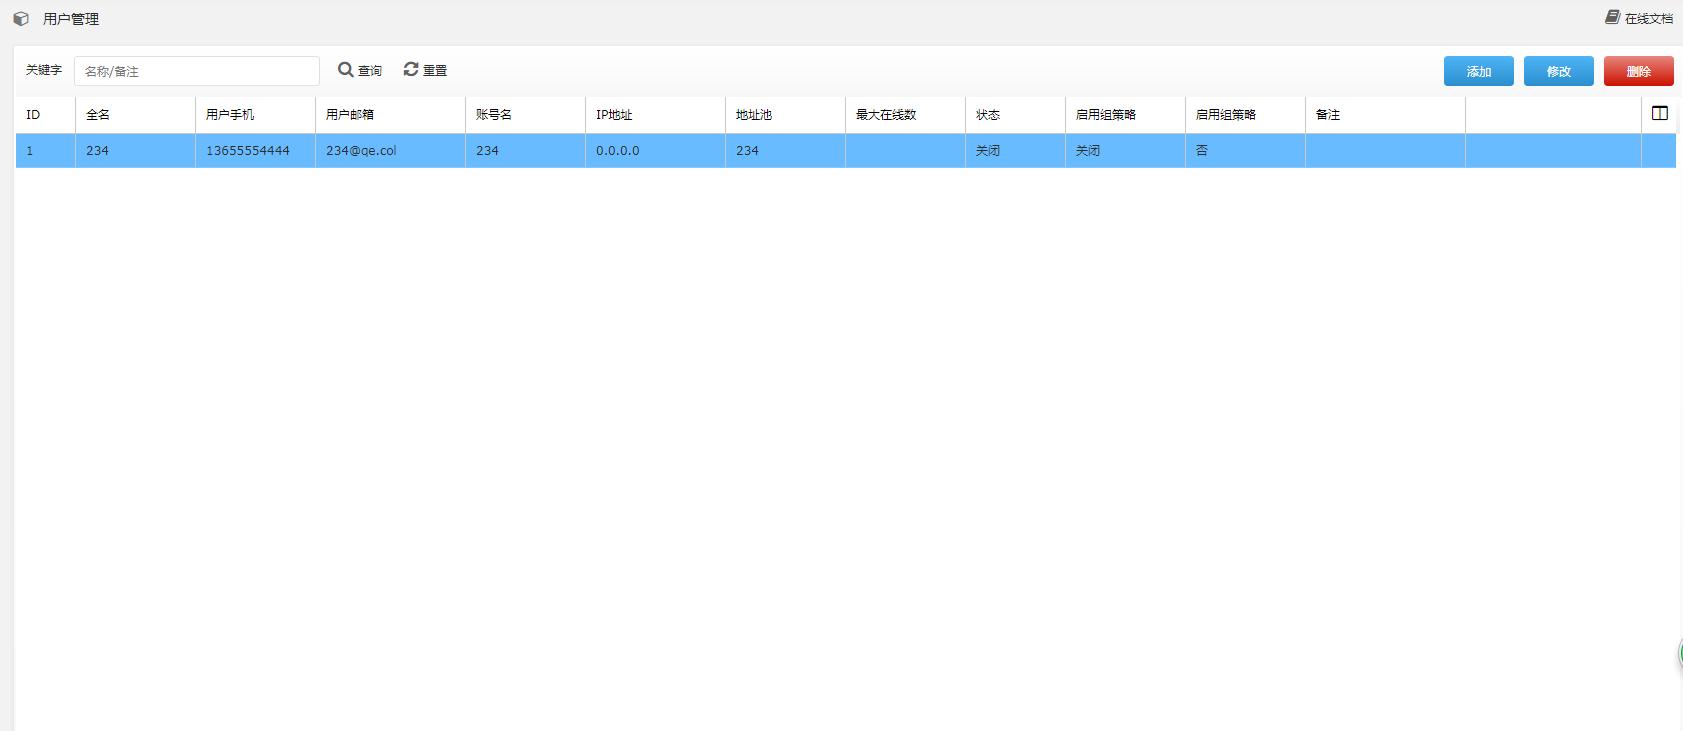 用户管理
在线文档
关键字 名称/备注 查询 重置 添加 修改 删除
ID 全名 用户手机 用户邮箱 账号名 IP地址 地址池 最大在线数 状态 启用组策略 启用组策略 备注
1 234 13655554444 234@qe.col 234 0.0.0.0 234 关闭 关闭 否